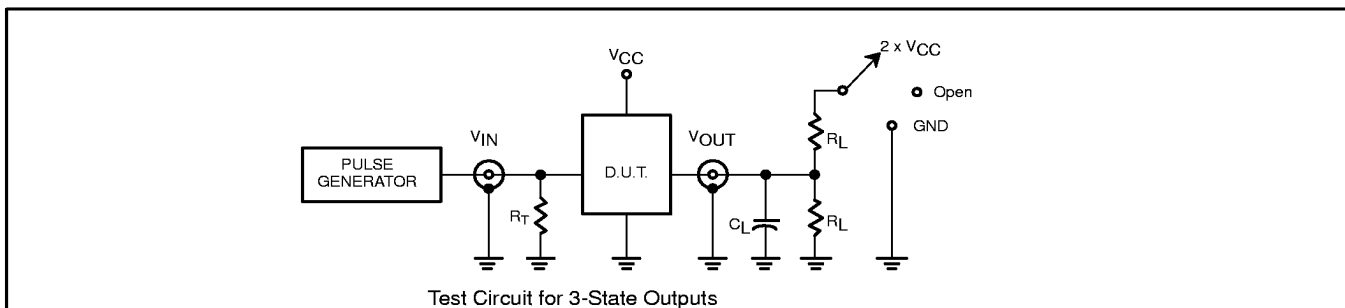 2 x VCC
VCC
Open
VIN
VOUT
RL
GND
PULSE
GENERATOR
D.U.T.
RT
CL
RL
Test Circuit for 3-State Outputs